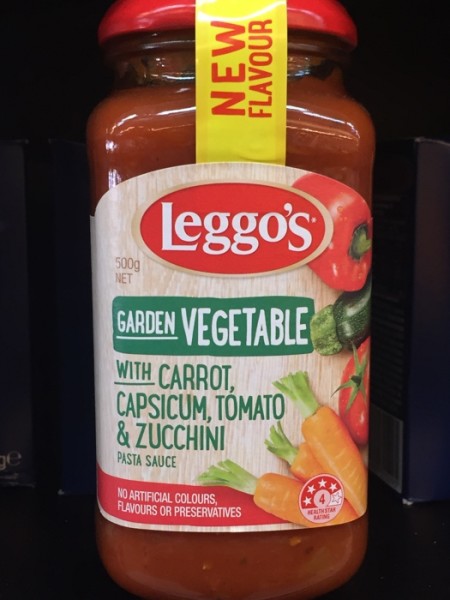 NEW
FLAVOUR
Leggo's
500g
NET
GARDEN VEGETABLE
WITH CARROT,
CAPSICUM, TOMATO
& ZUCCHINI
PASTA SAUCE
NO ARTIFICIAL COLOURS,
FLAVOURS OR PRESERVATIVES
4
HEALTH STAR
RATING